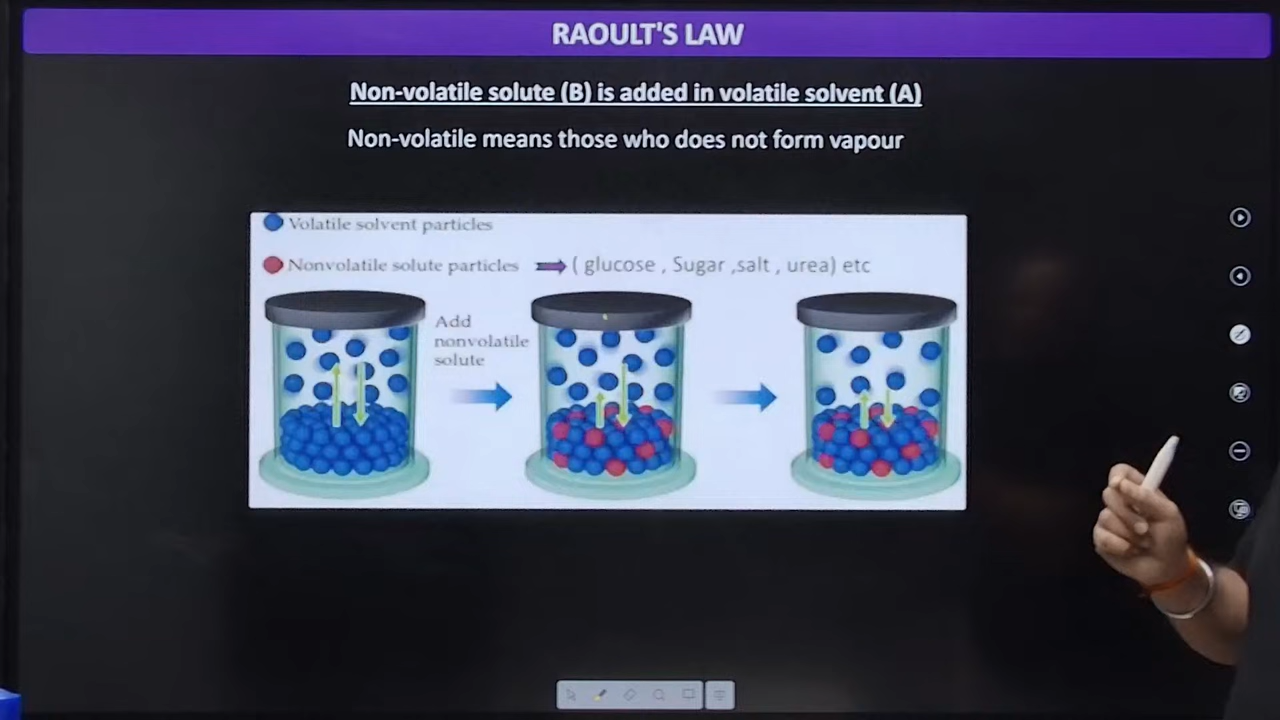 RAOULT'S LAW
Non-volatile solute (B) is added in volatile solvent (A)
Non-volatile means those who does not form vapour
Volatile solvent particles
Nonvolatile solute particles ( glucose , Sugar ,salt , urea) etc
Add
nonvolatile
solute